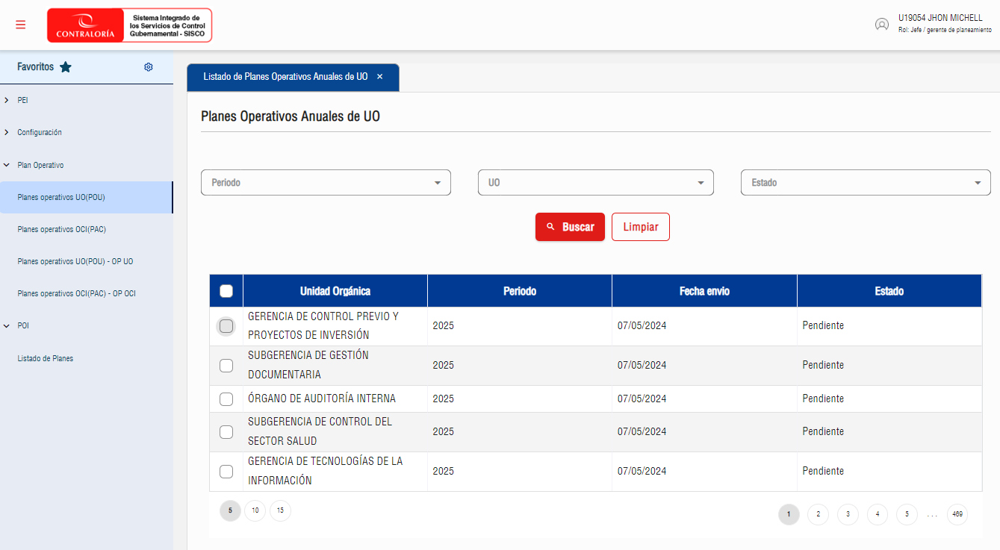 CONTRALORÍA
Sistema Integrado de
los Servicios de Control
Gubernamental - SISCO
U19054 JHON MICHELL
Rol: Jefe / gerente de planeamiento
Favoritos
PEI
Configuración
Plan Operativo
Planes operativos UO(POU)
Planes operativos OCI(PAC)
Planes operativos UO(POU) - OP UO
Planes operativos OCI(PAC) - OP OCI
POI
Listado de Planes
Listado de Planes Operativos Anuales de UO ×
Planes Operativos Anuales de UO
Periodo UO Estado
Buscar Limpiar
Unidad Orgánica Periodo Fecha envio Estado
GERENCIA DE CONTROL PREVIO Y
PROYECTOS DE INVERSIÓN
2025 07/05/2024 Pendiente
SUBGERENCIA DE GESTIÓN
DOCUMENTARIA
2025 07/05/2024 Pendiente
ÓRGANO DE AUDITORÍA INTERNA 2025 07/05/2024 Pendiente
SUBGERENCIA DE CONTROL DEL
SECTOR SALUD
2025 07/05/2024 Pendiente
GERENCIA DE TECNOLOGÍAS DE LA
INFORMACIÓN
2025 07/05/2024 Pendiente
5 10 15
1 2 3 4 5 ... 469